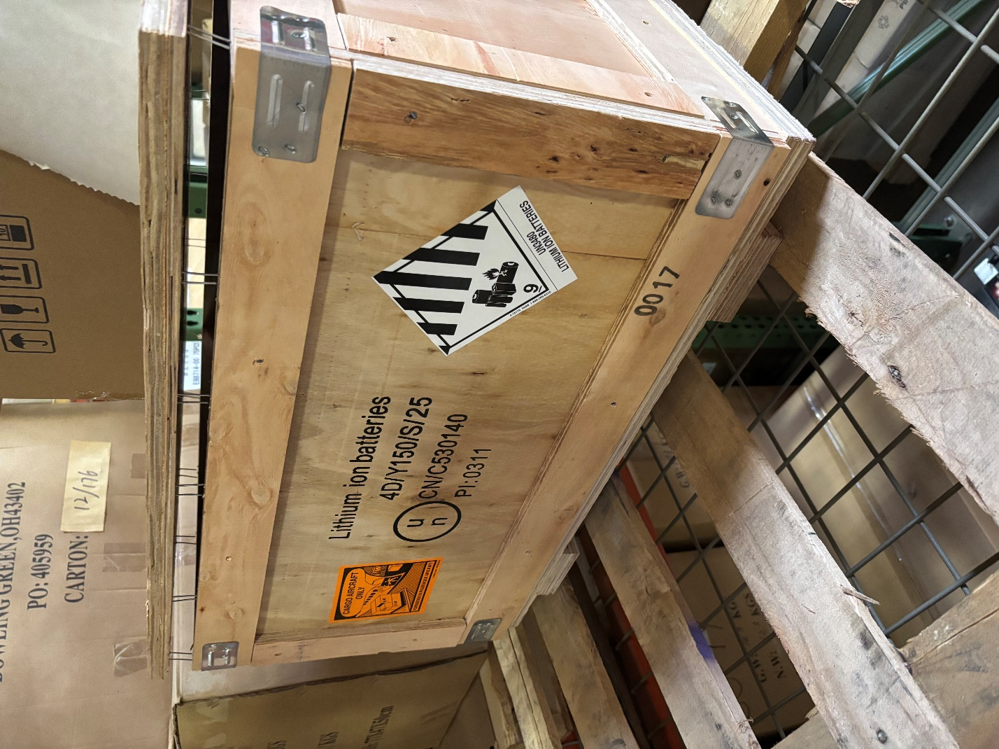 Lithium ion batteries
4D/Y150/S/25
CN/C530140
PI:0311
u
n
CARGO AIRCRAFT
ONLY
9
UN3480
LITHIUM ION BATTERIES
0017
BOWLING GREEN,OH43402
PO: 405959
CARTON: 12/176